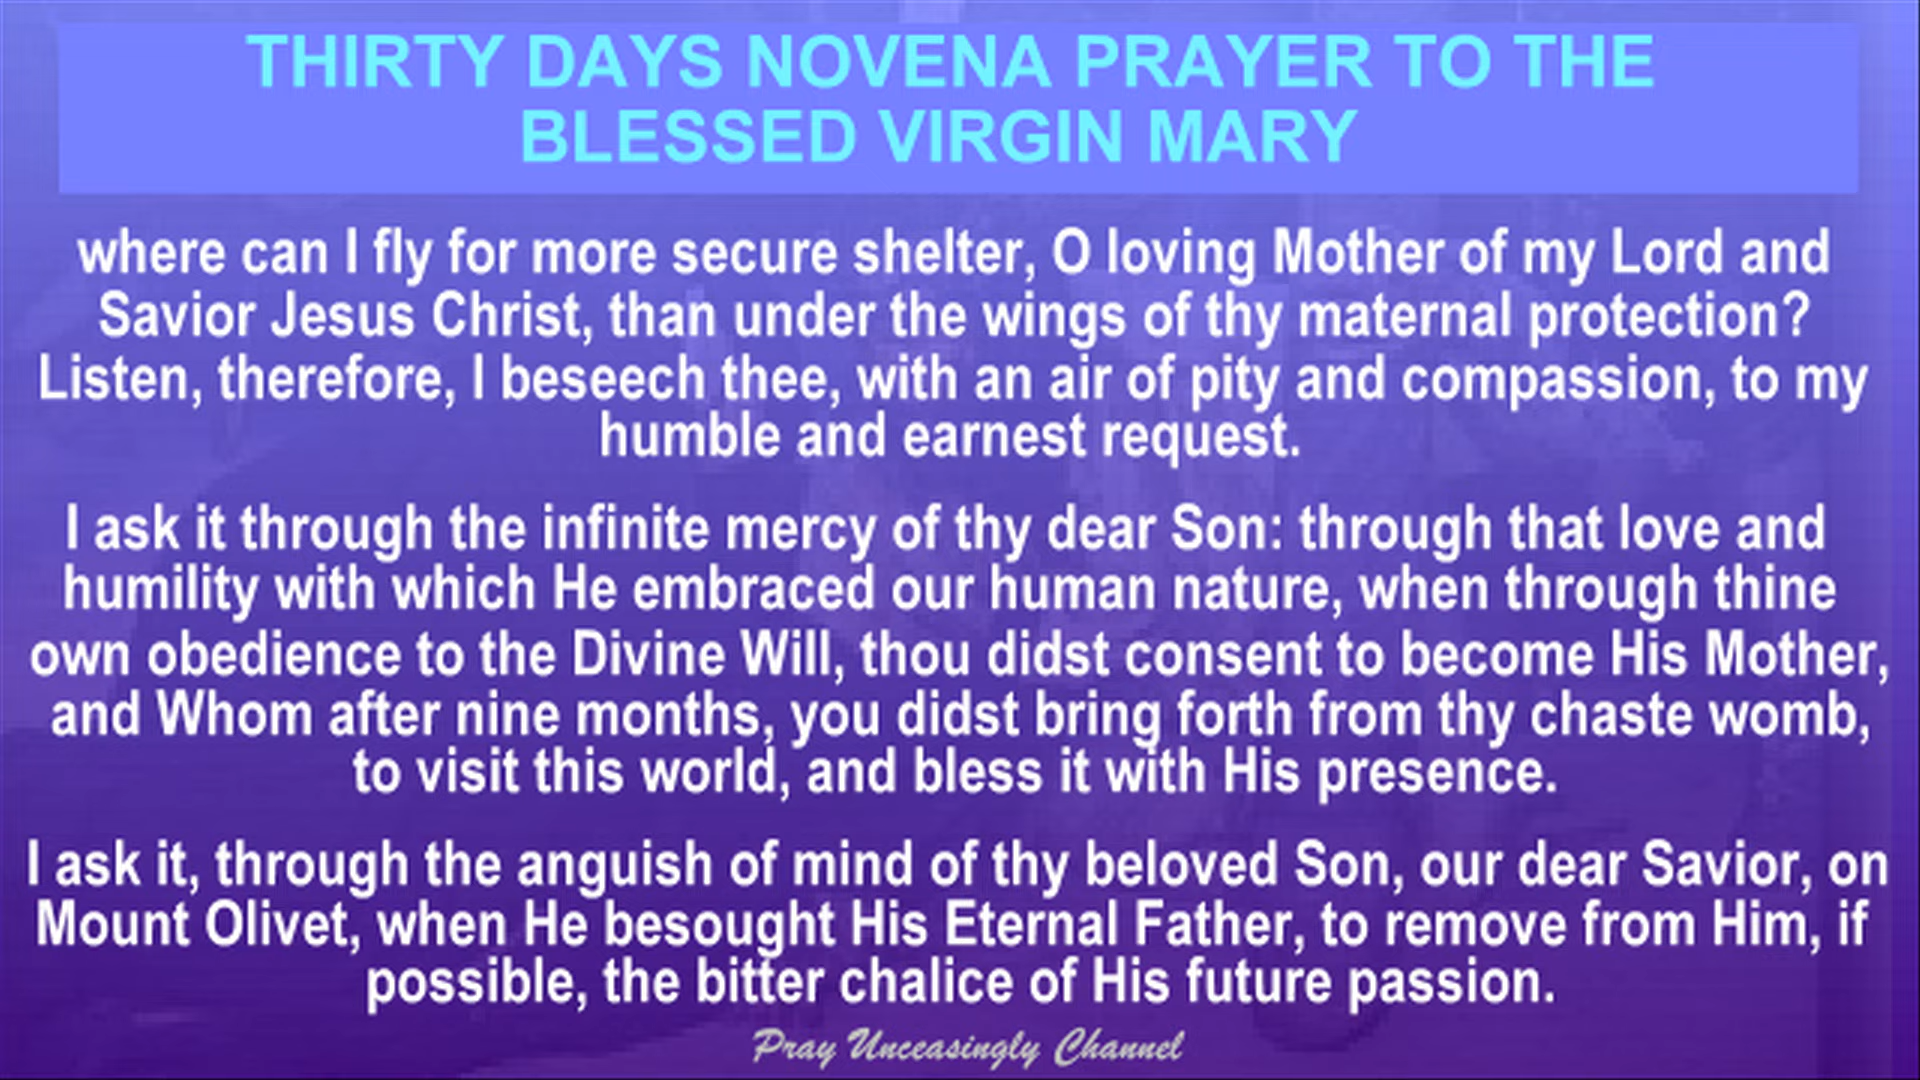 THIRTY DAYS NOVENA PRAYER TO THE
BLESSED VIRGIN MARY
where can I fly for more secure shelter, O loving Mother of my Lord and
Savior Jesus Christ, than under the wings of thy maternal protection?
Listen, therefore, I beseech thee, with an air of pity and compassion, to my
humble and earnest request.
I ask it through the infinite mercy of thy dear Son: through that love and
humility with which He embraced our human nature, when through thine
own obedience to the Divine Will, thou didst consent to become His Mother,
and Whom after nine months, you didst bring forth from thy chaste womb,
to visit this world, and bless it with His presence.
I ask it, through the anguish of mind of thy beloved Son, our dear Savior, on
Mount Olivet, when He besought His Eternal Father, to remove from Him, if
possible, the bitter chalice of His future passion.
Pray Unceasingly Channel